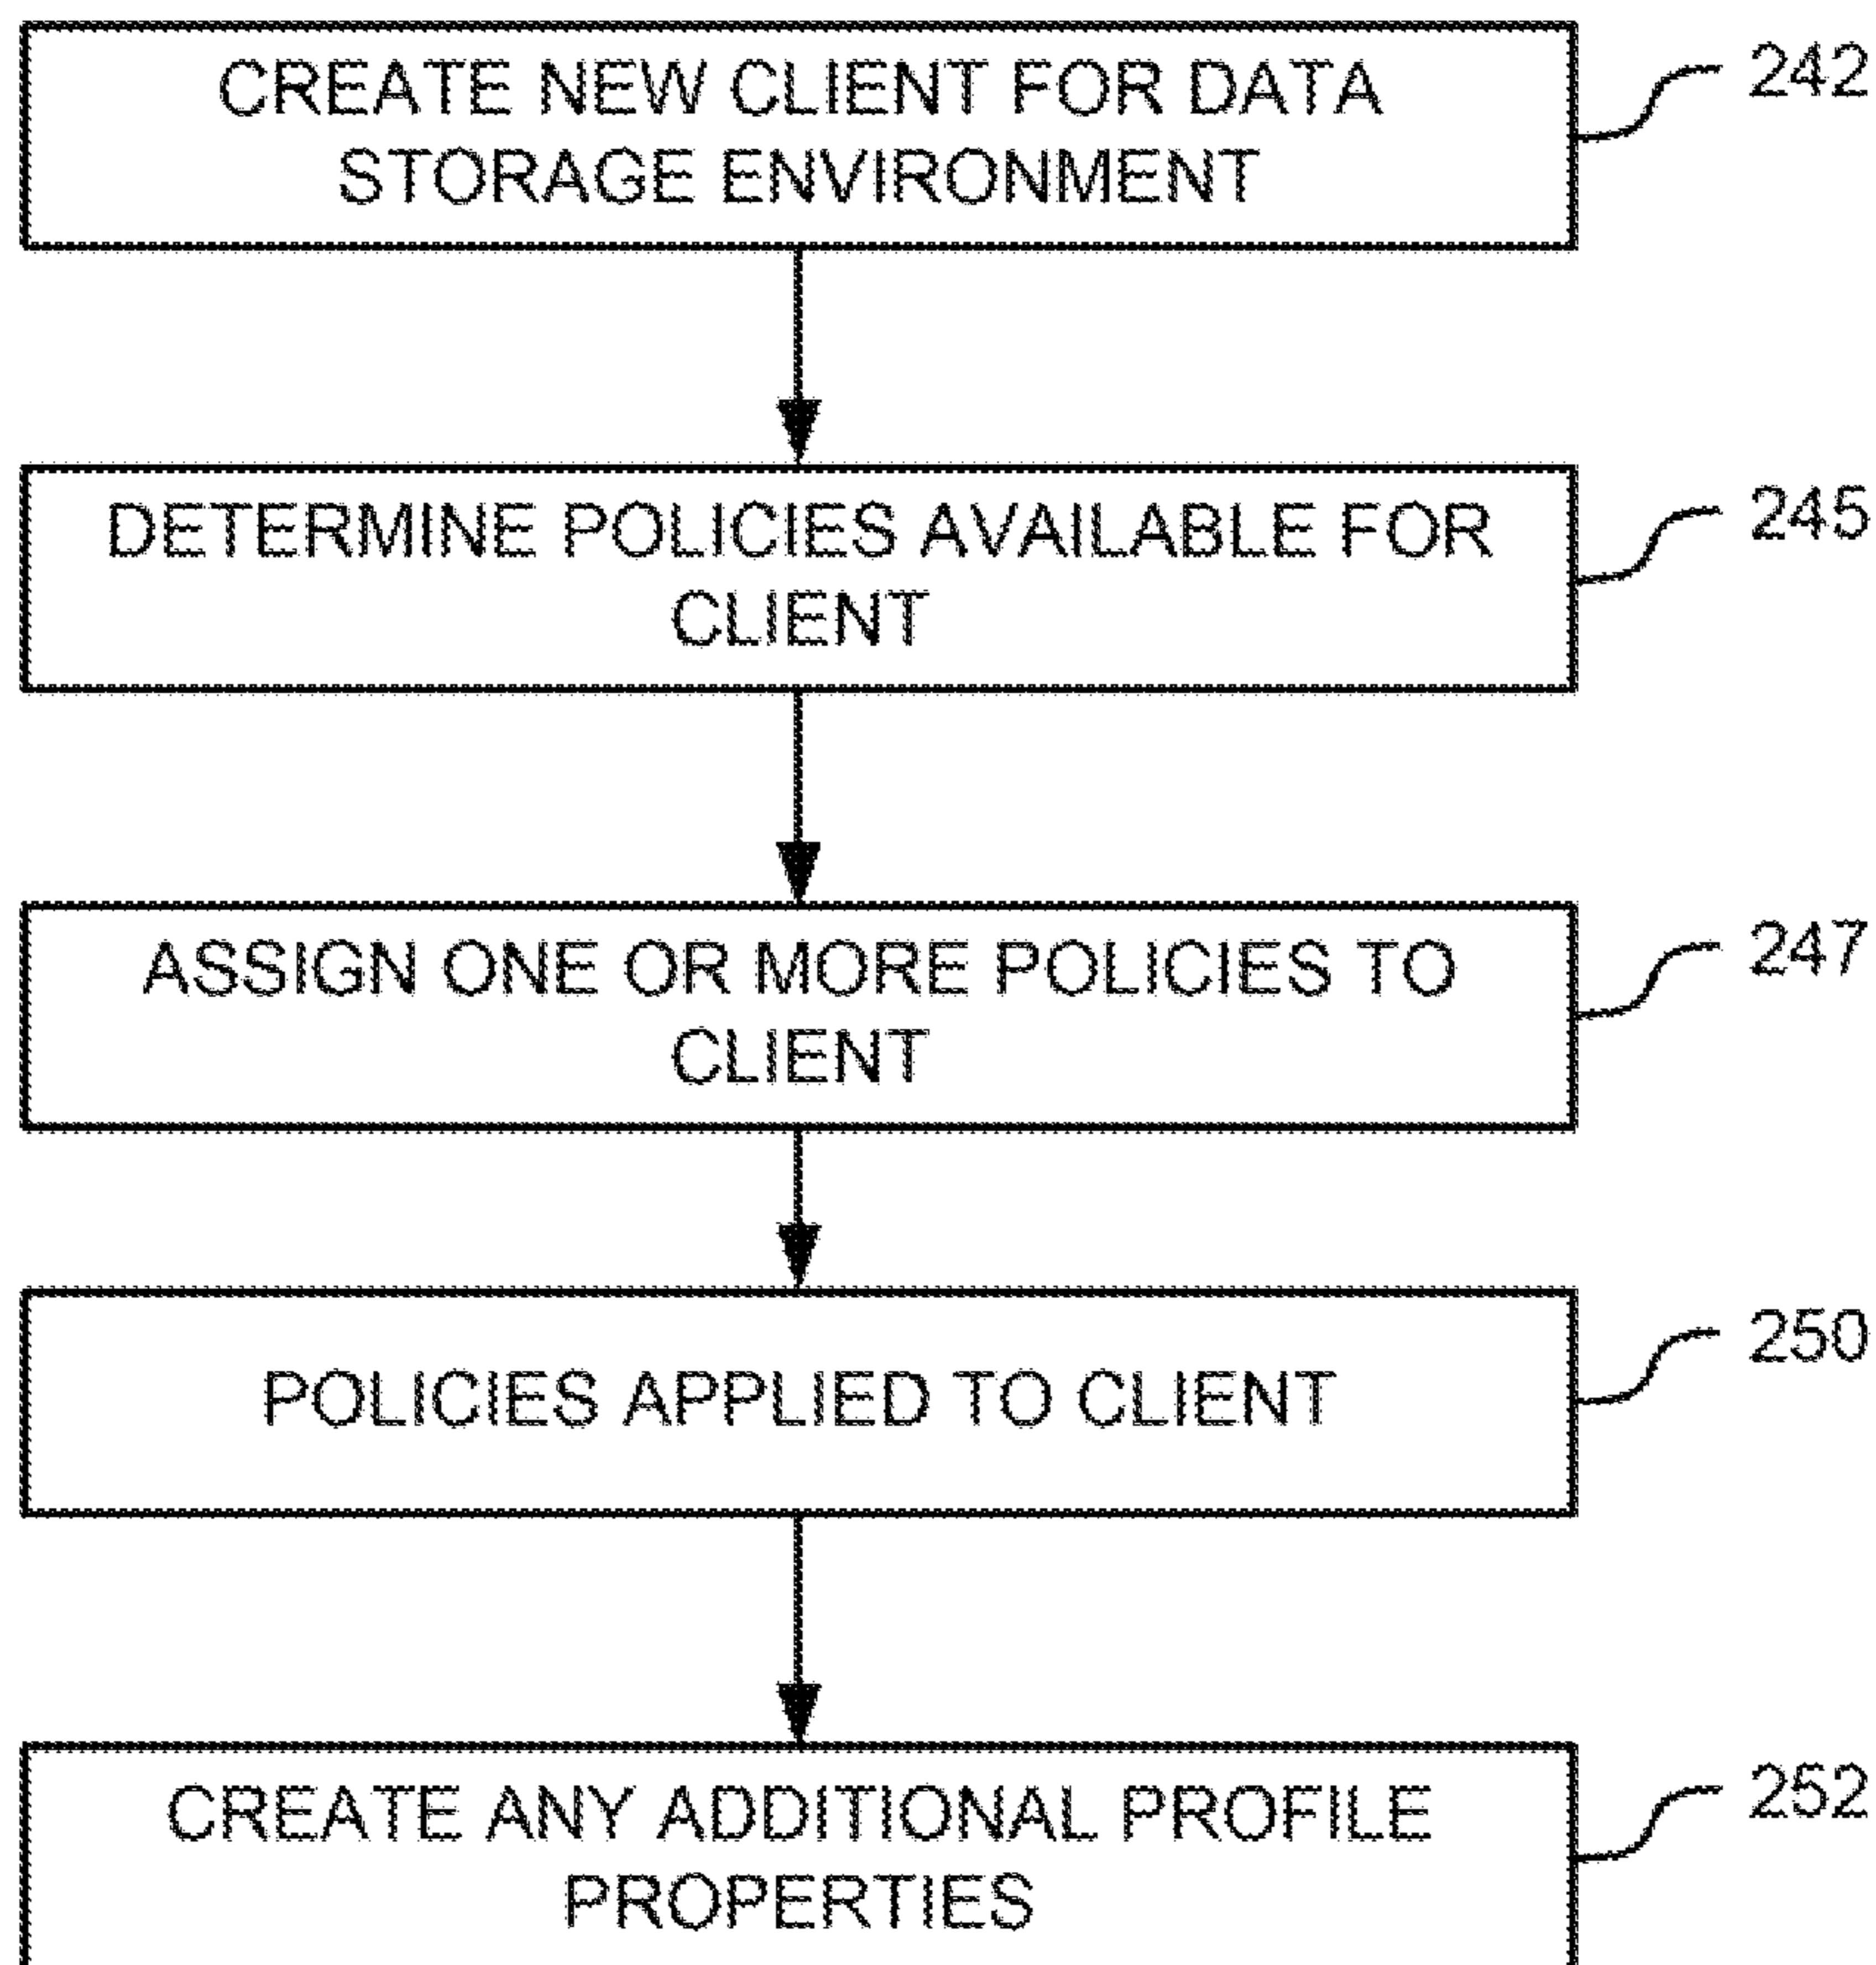 CREATE NEW CLIENT FOR DATA
STORAGE ENVIRONMENT
242
DETERMINE POLICIES AVAILABLE FOR
CLIENT
245
ASSIGN ONE OR MORE POLICIES TO
CLIENT
247
POLICIES APPLIED TO CLIENT
250
CREATE ANY ADDITIONAL PROFILE
PROPERTIES
252